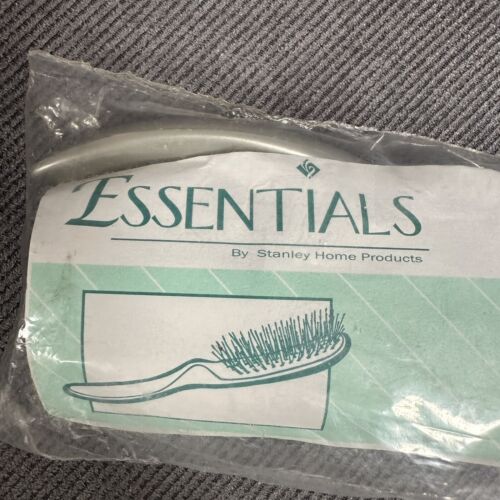 ESSENTIALS
By Stanley Home Products